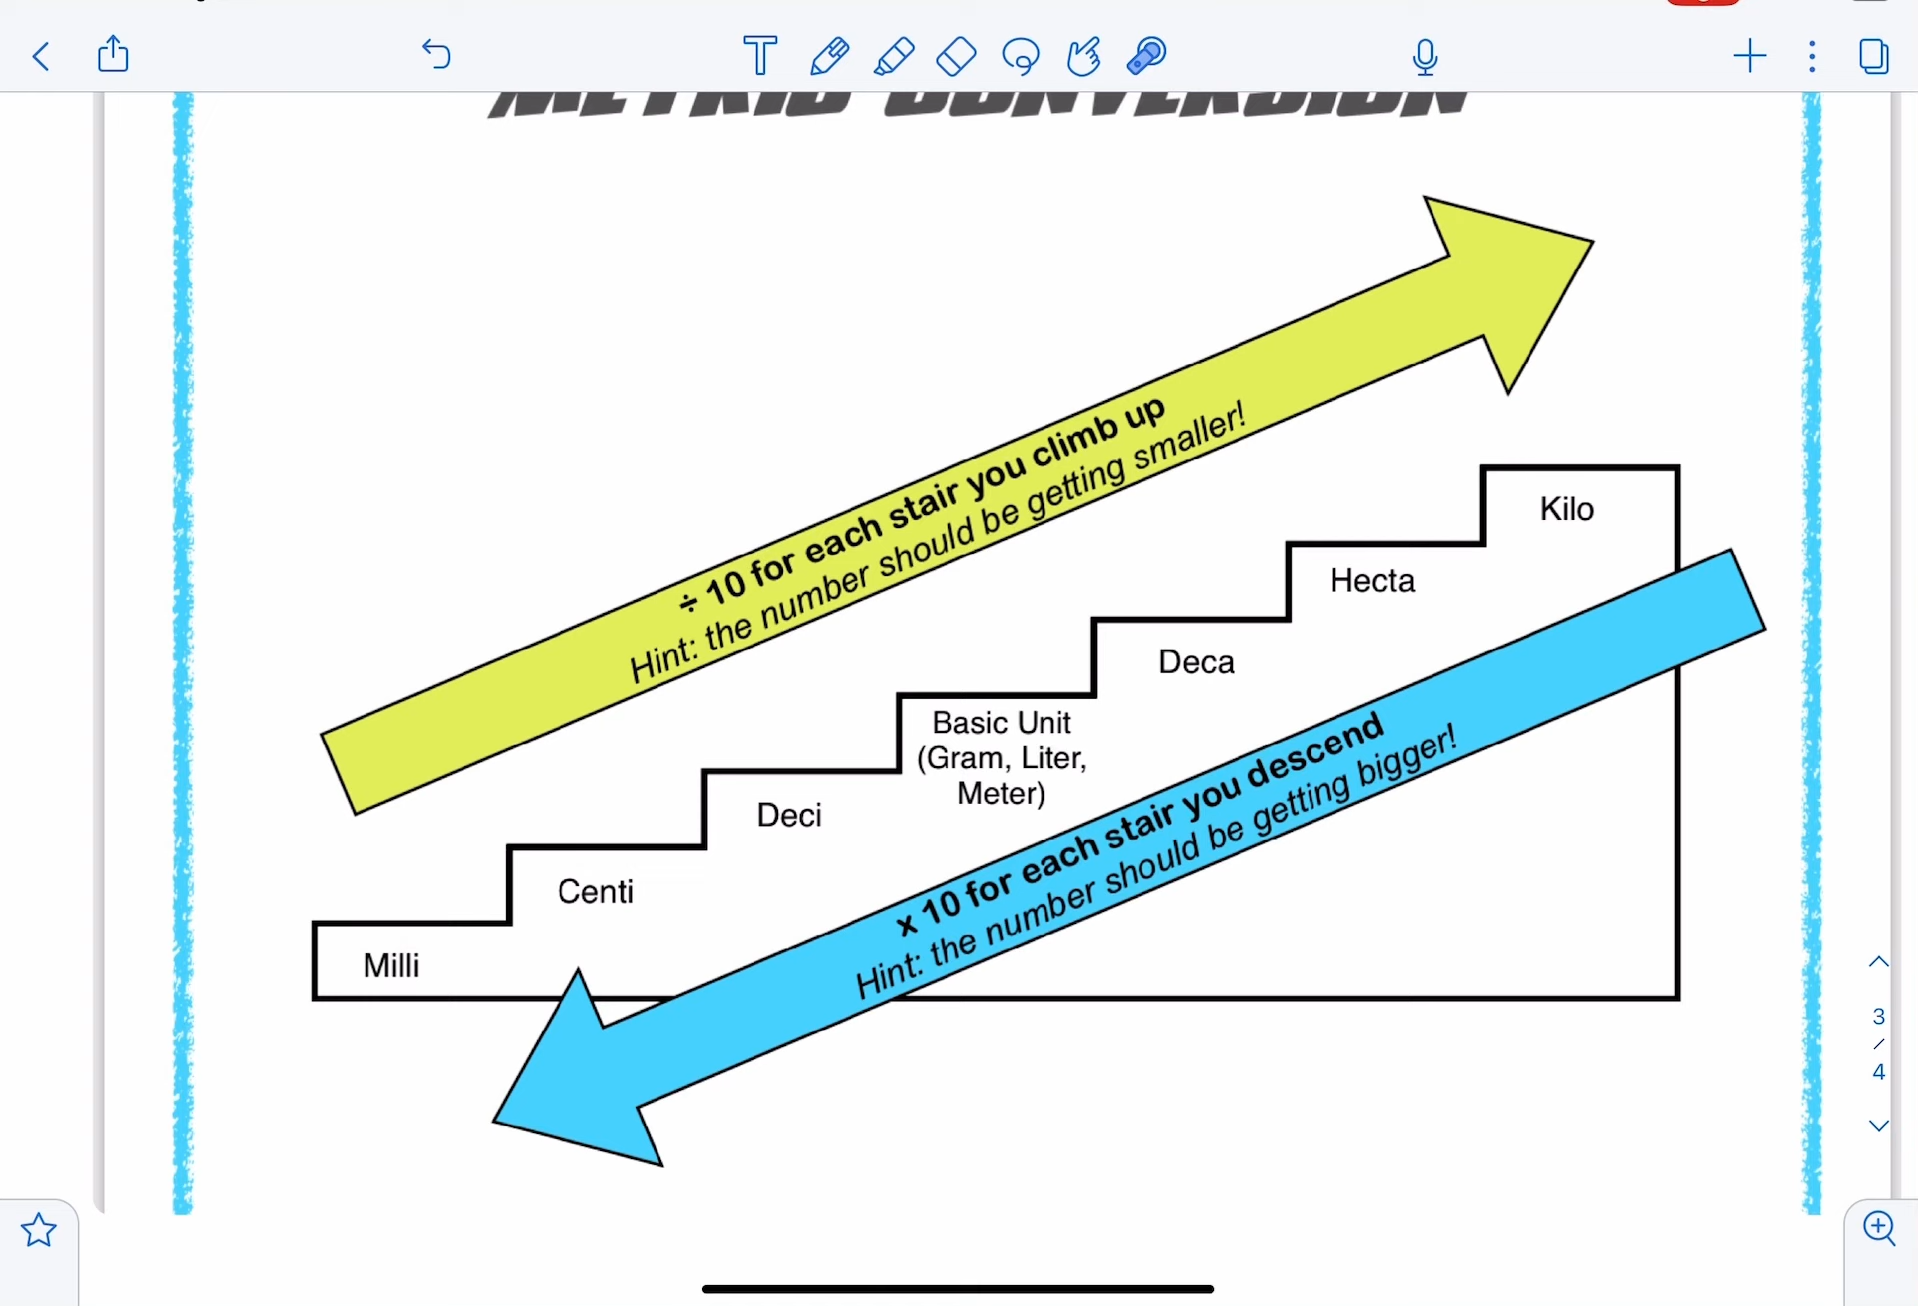 METRIC CONVERSION
÷ 10 for each stair you climb up
Hint: the number should be getting smaller!
Kilo
Hecta
Deca
Basic Unit
(Gram, Liter,
Meter)
Deci
Centi
Milli
x 10 for each stair you descend
Hint: the number should be getting bigger!
3
/
4